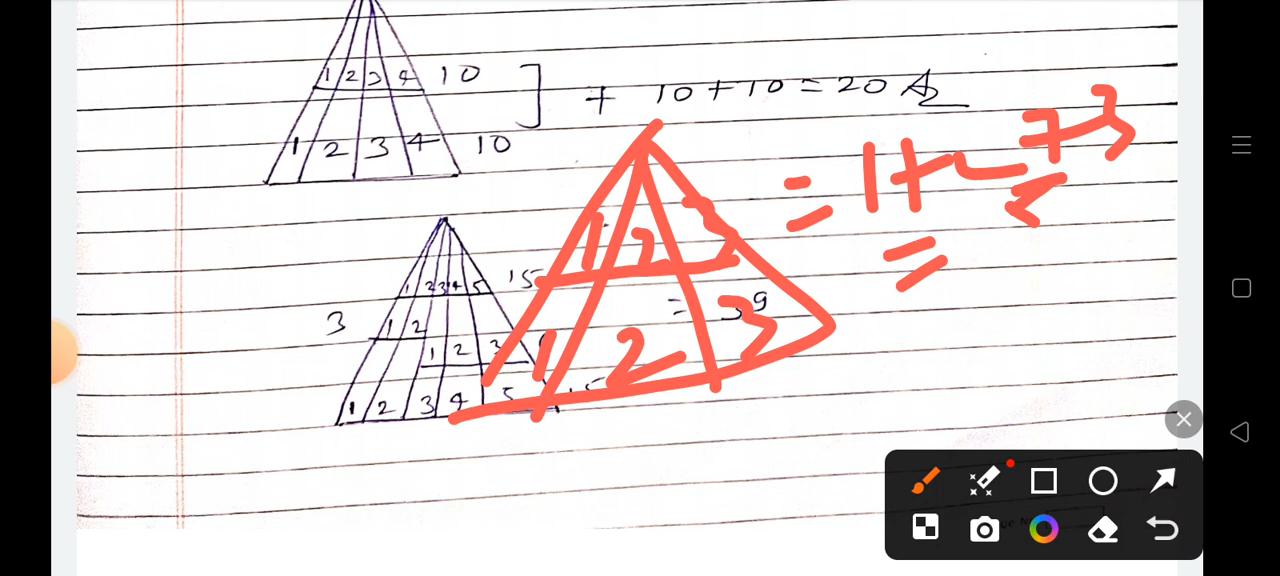 1 2 3 4 10
+ 10+10=20 A
1 2 3 4 10
= 1+2+3
1 2 3
=
1 2 3 4 5 15
= 39
3 1 2
1 2 3
1 2 3
1 2 3 4 5 15